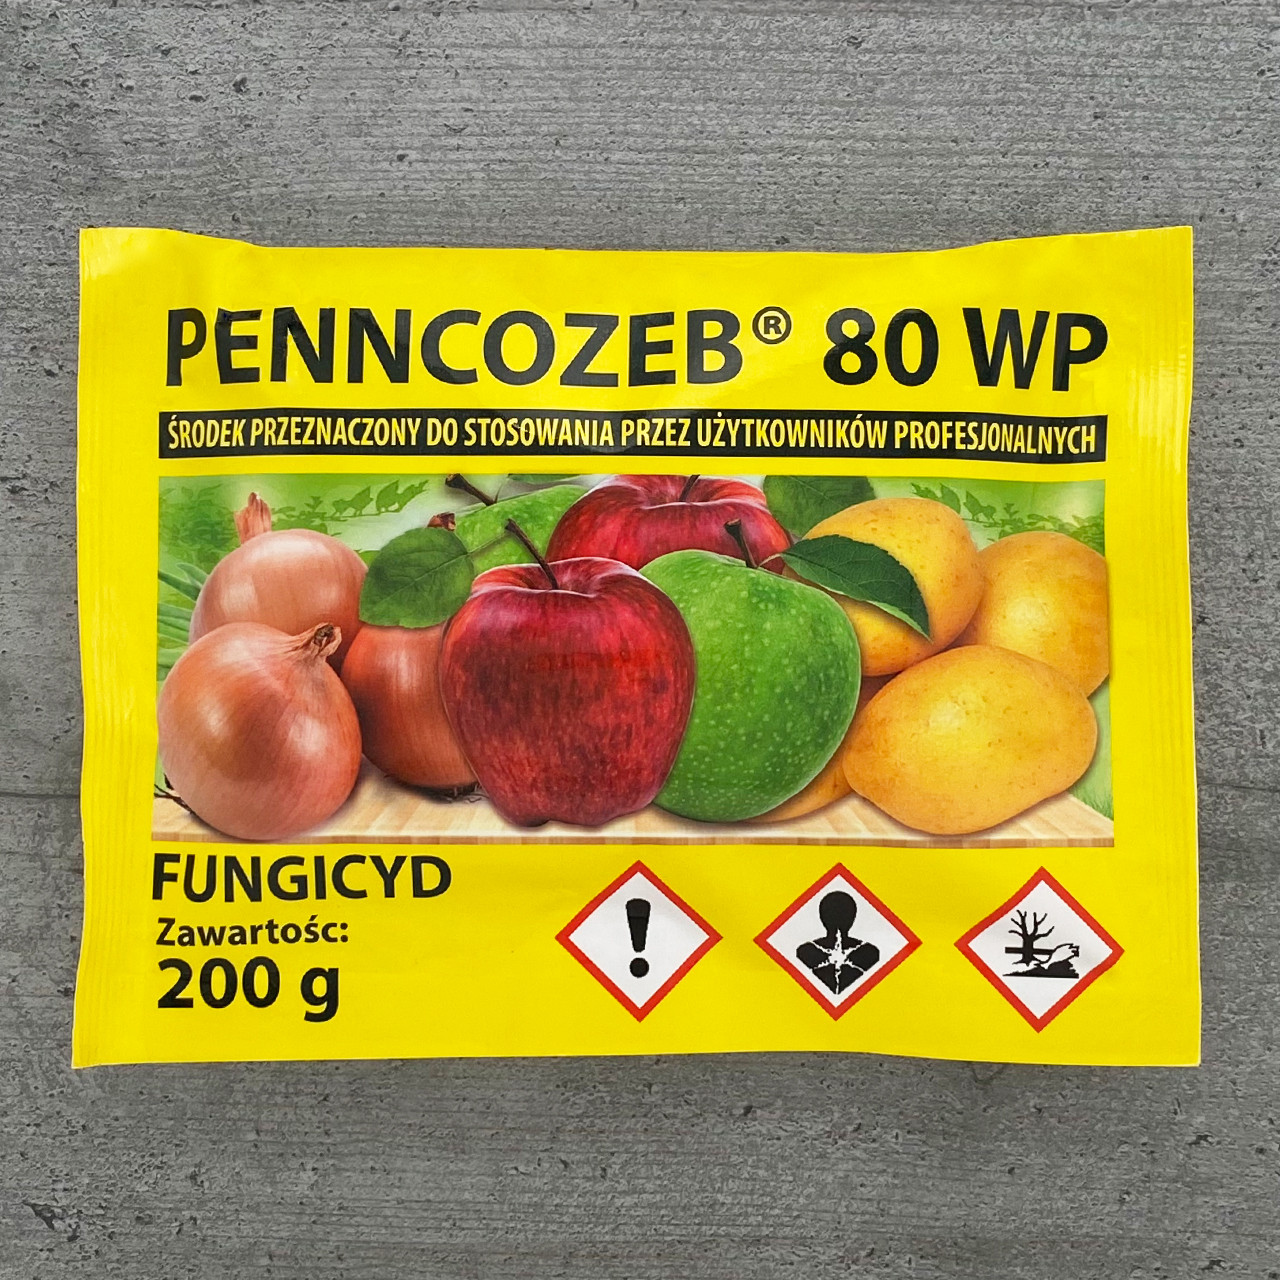 PENNCOZEB® 80 WP
ŚRODEK PRZEZNACZONY DO STOSOWANIA PRZEZ UŻYTKOWNIKÓW PROFESJONALNYCH
FUNGICYD
Zawartośc:
200 g